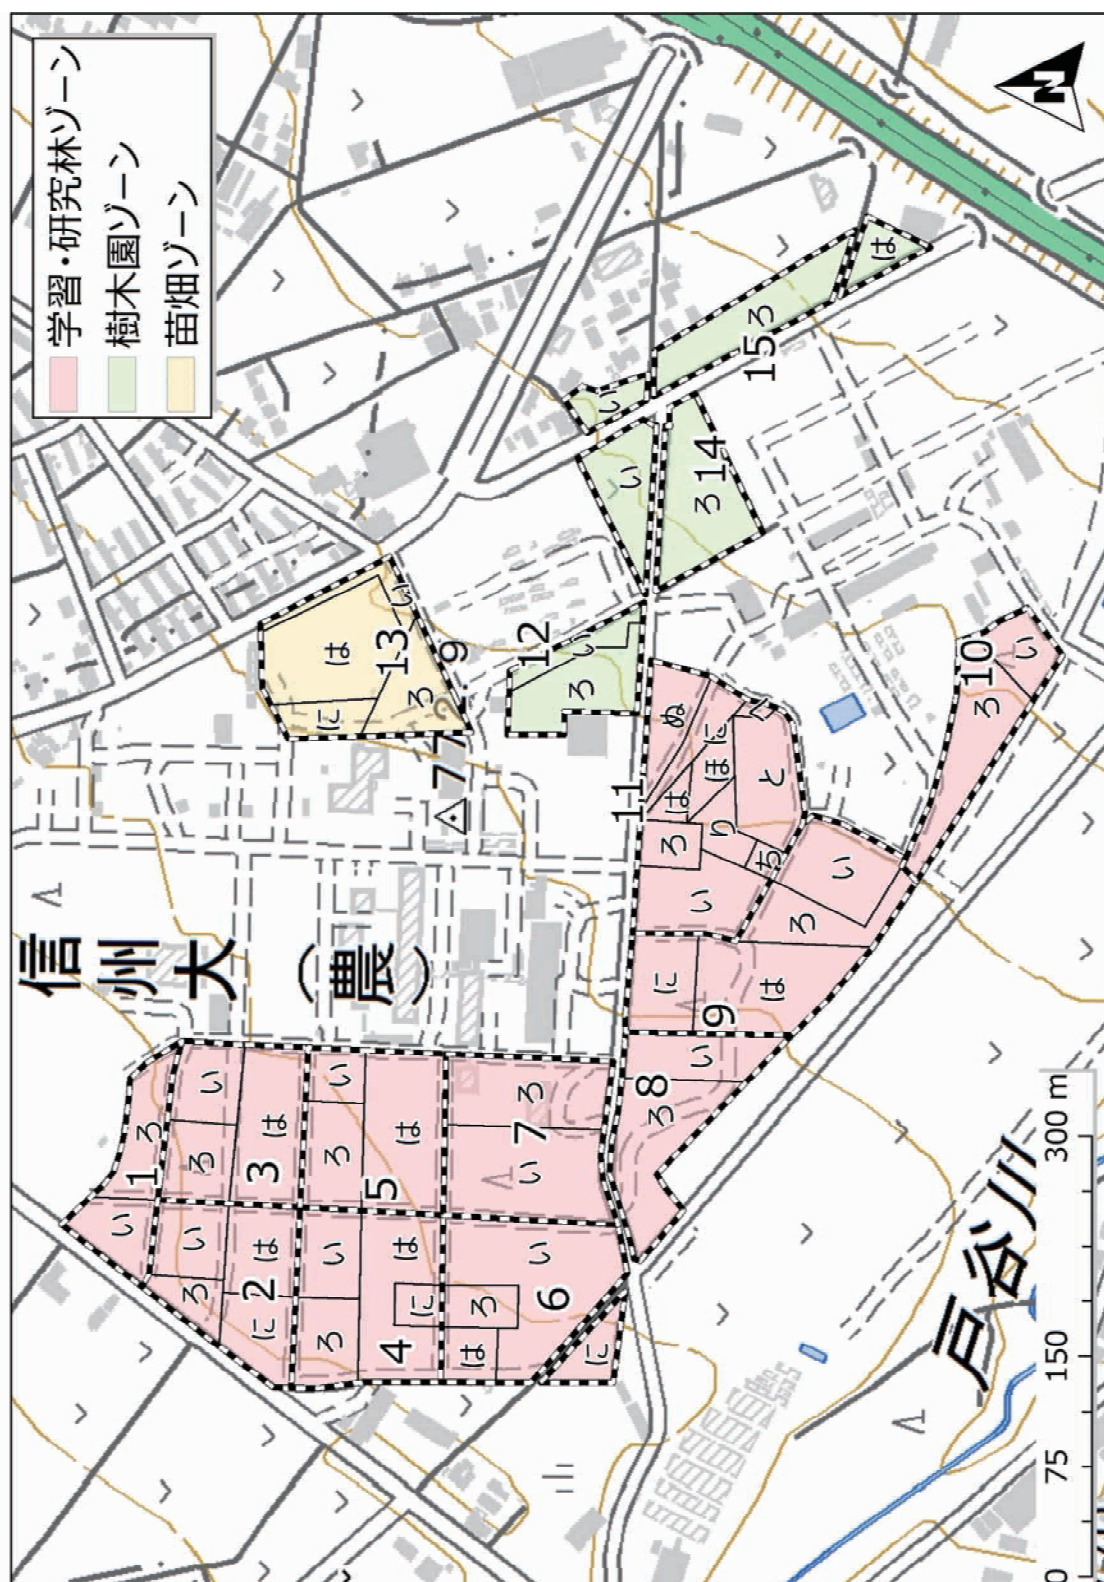 学習・研究林ゾーン
樹木園ゾーン
苗畑ゾーン
N
信州大
(農)
772.9
戸谷川
1
い
ろ
2
い
ろ
は
に
3
い
ろ
は
4
い
ろ
は
に
5
い
ろ
は
6
い
ろ
は
に
7
い
ろ
8
い
ろ
9
い
ろ
は
に
10
い
ろ
11
い
ろ
は
に
ほ
へ
と
ち
り
ぬ
12
い
ろ
13
い
ろ
は
に
14
い
ろ
15
い
ろ
は
0 75 150 300 m